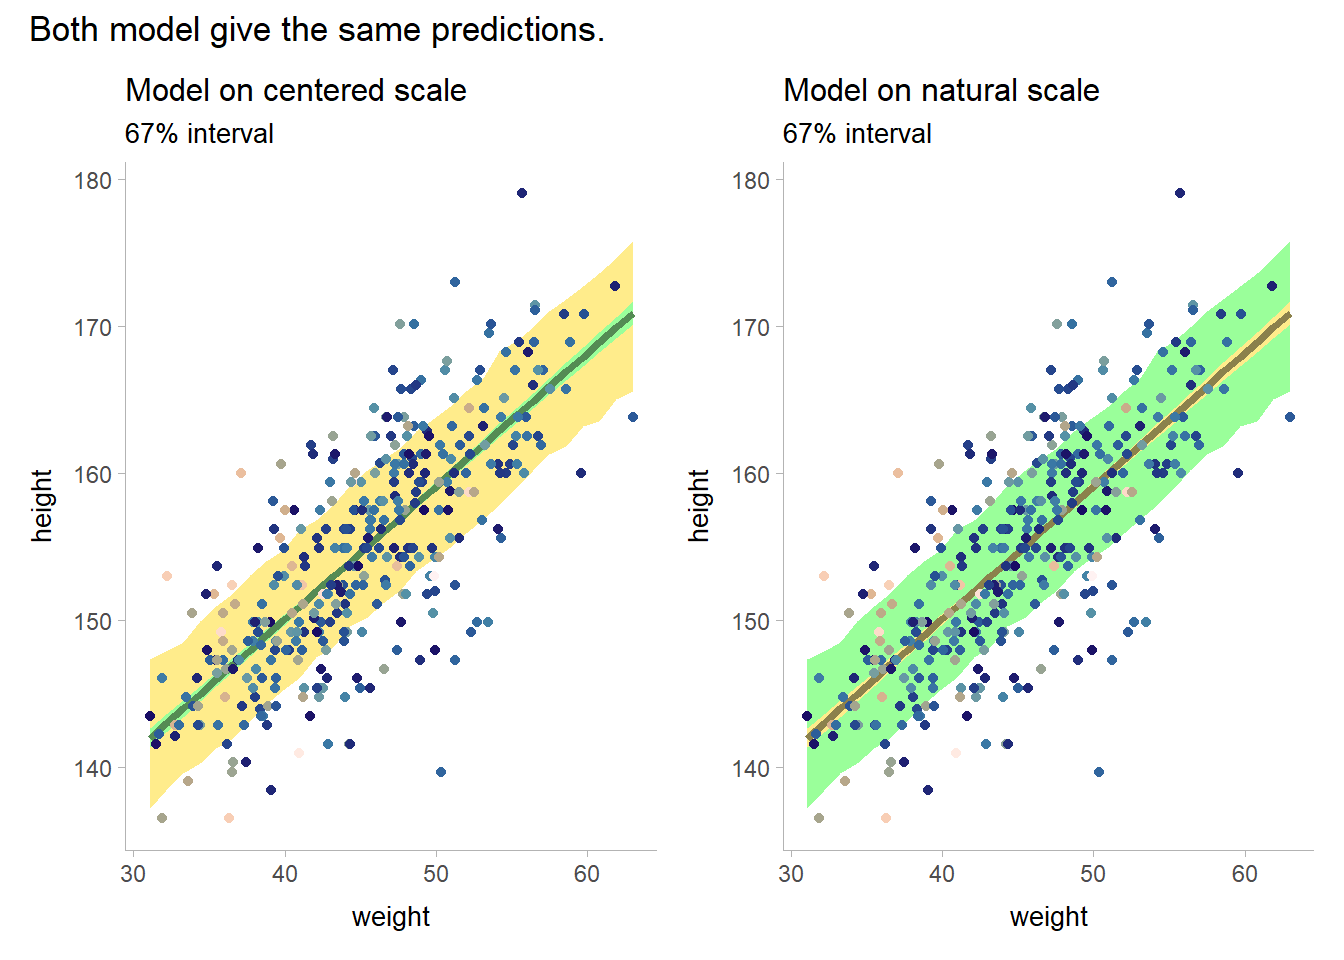 Both model give the same predictions.
Model on centered scale
67% interval
180
170
160
150
140
height
30 40 50 60
weight
Model on natural scale
67% interval
180
170
160
150
140
height
30 40 50 60
weight